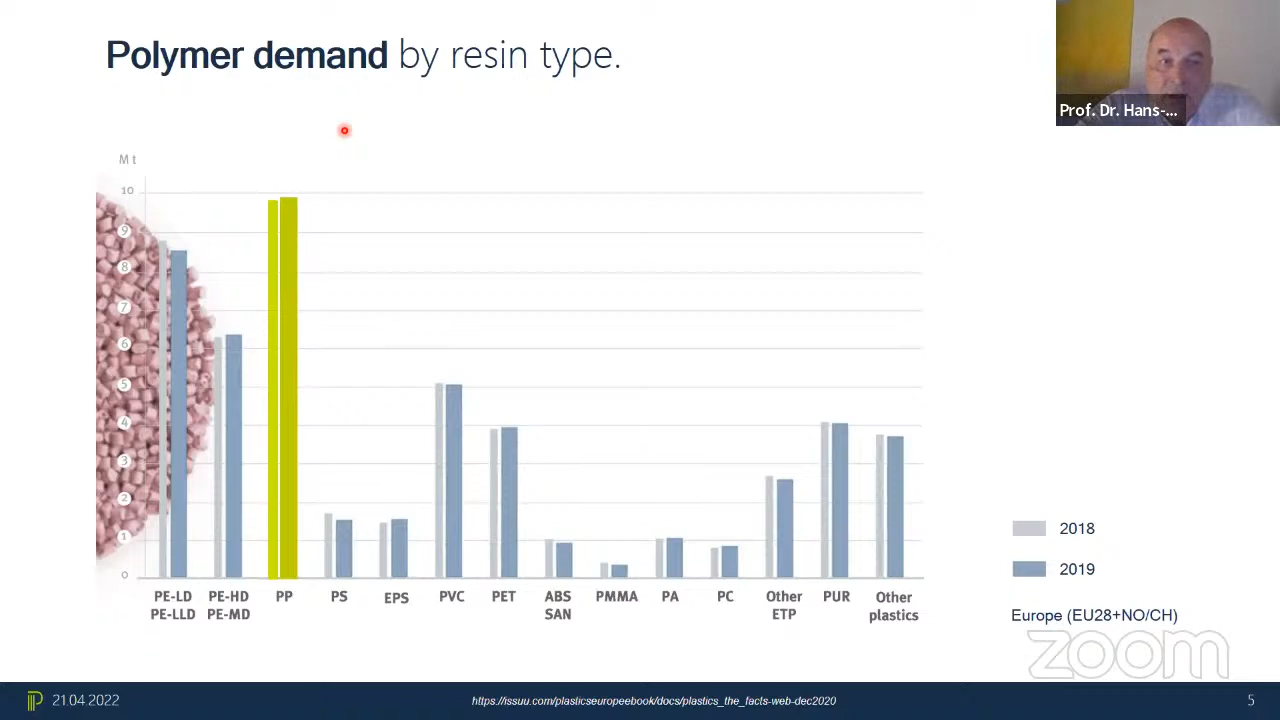 Polymer demand by resin type.
Prof. Dr. Hans-...
M t
10
9
8
7
6
5
4
3
2
1
0
PE-LD
PE-LLD
PE-HD
PE-MD
PP
PS
EPS
PVC
PET
ABS
SAN
PMMA
PA
PC
Other
ETP
PUR
Other
plastics
2018
2019
Europe (EU28+NO/CH)
zoom
21.04.2022
https://issuu.com/plasticseuropeebook/docs/plastics_the_facts-web-dec2020
5